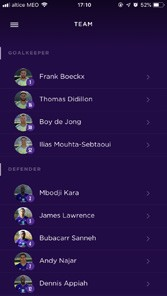 altice MEO
17:10
TEAM
GOALKEEPER
Frank Boeckx
Thomas Didillon
Boy de Jong
Ilias Mouhta-Sebtaoui
DEFENDER
Mbodji Kara
James Lawrence
Bubacarr Sanneh
Andy Najar
Dennis Appiah